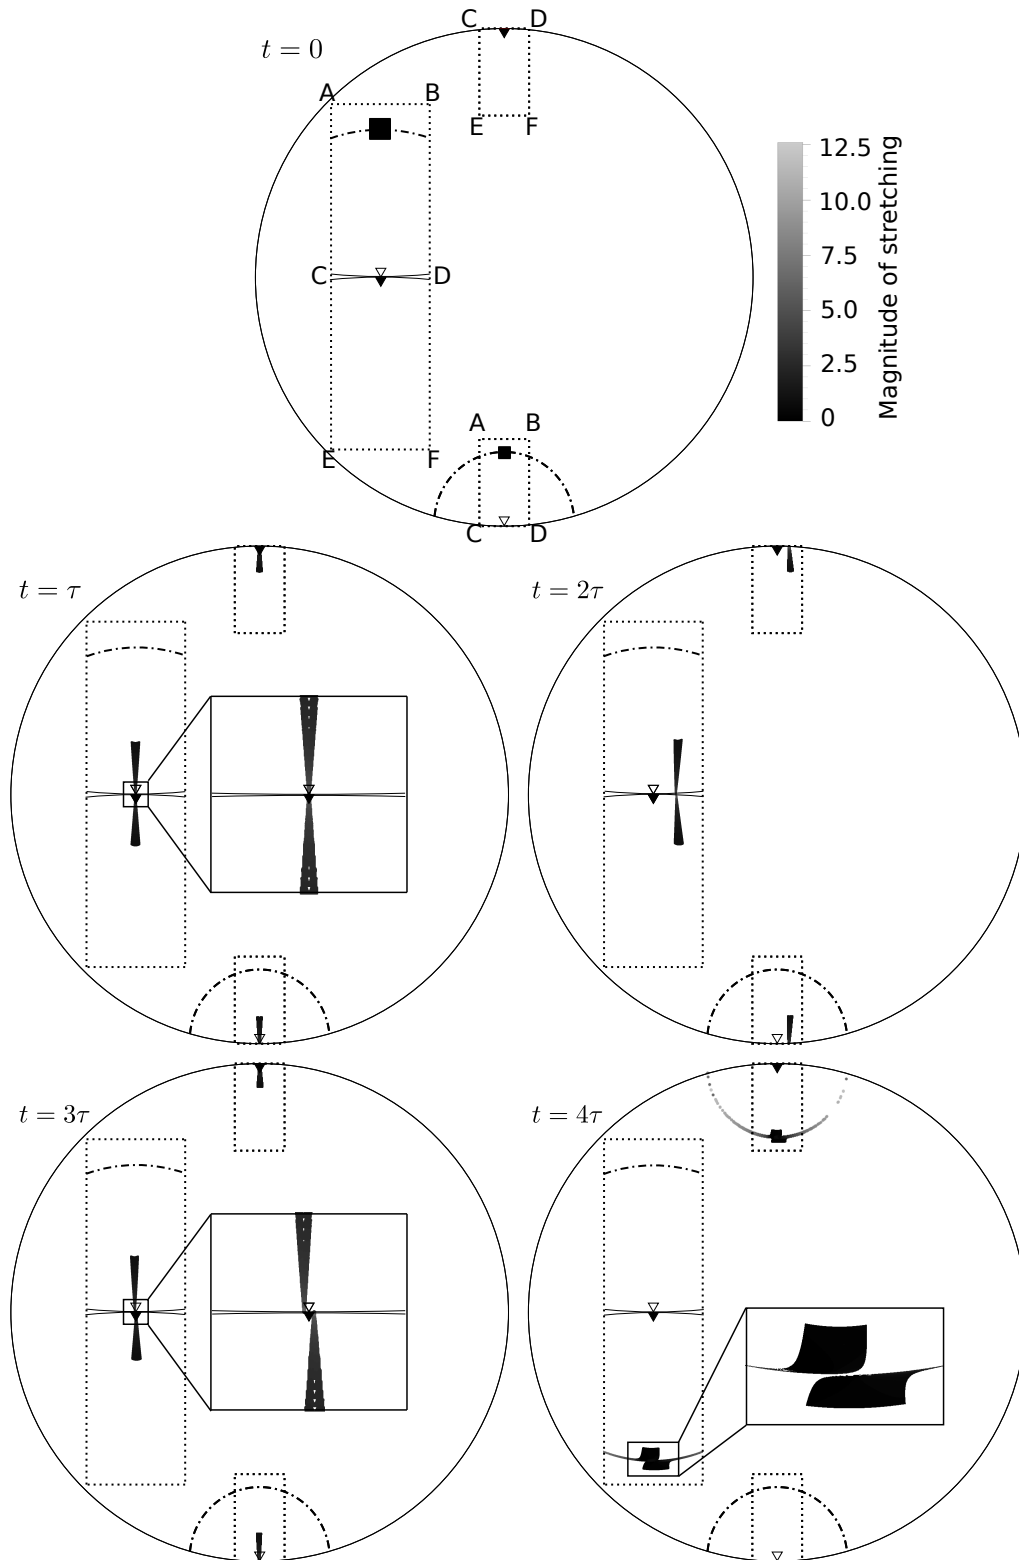 C D
t = 0
A B
E F
12.5
10.0
7.5
5.0
2.5
0
Magnitude of stretching
C D
A B
E F
C D
t = τ
t = 2τ
t = 3τ
t = 4τ